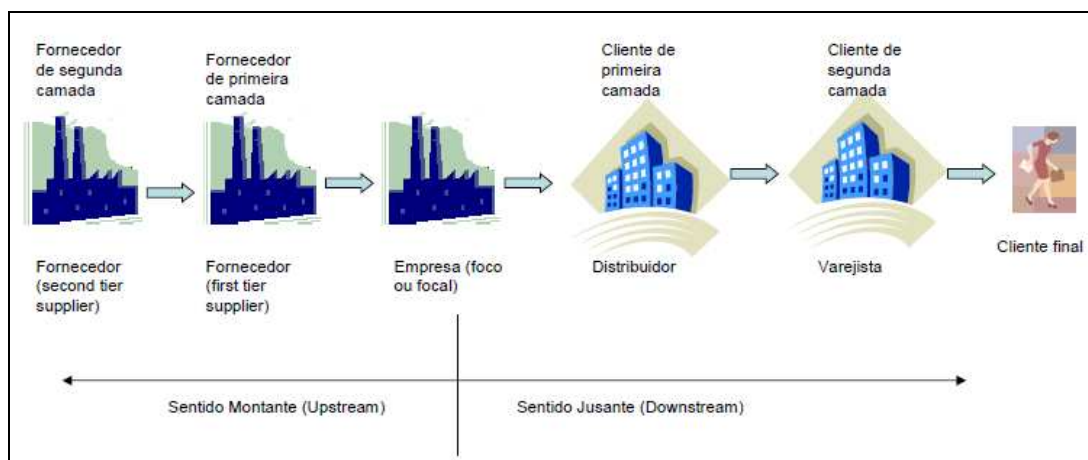 Fornecedor
de segunda
camada
Fornecedor
de primeira
camada
Cliente de
primeira
camada
Cliente de
segunda
camada
Fornecedor
(second tier
supplier)
Fornecedor
(first tier
supplier)
Empresa (foco
ou focal)
Distribuidor
Varejista
Cliente final
Sentido Montante (Upstream)
Sentido Jusante (Downstream)